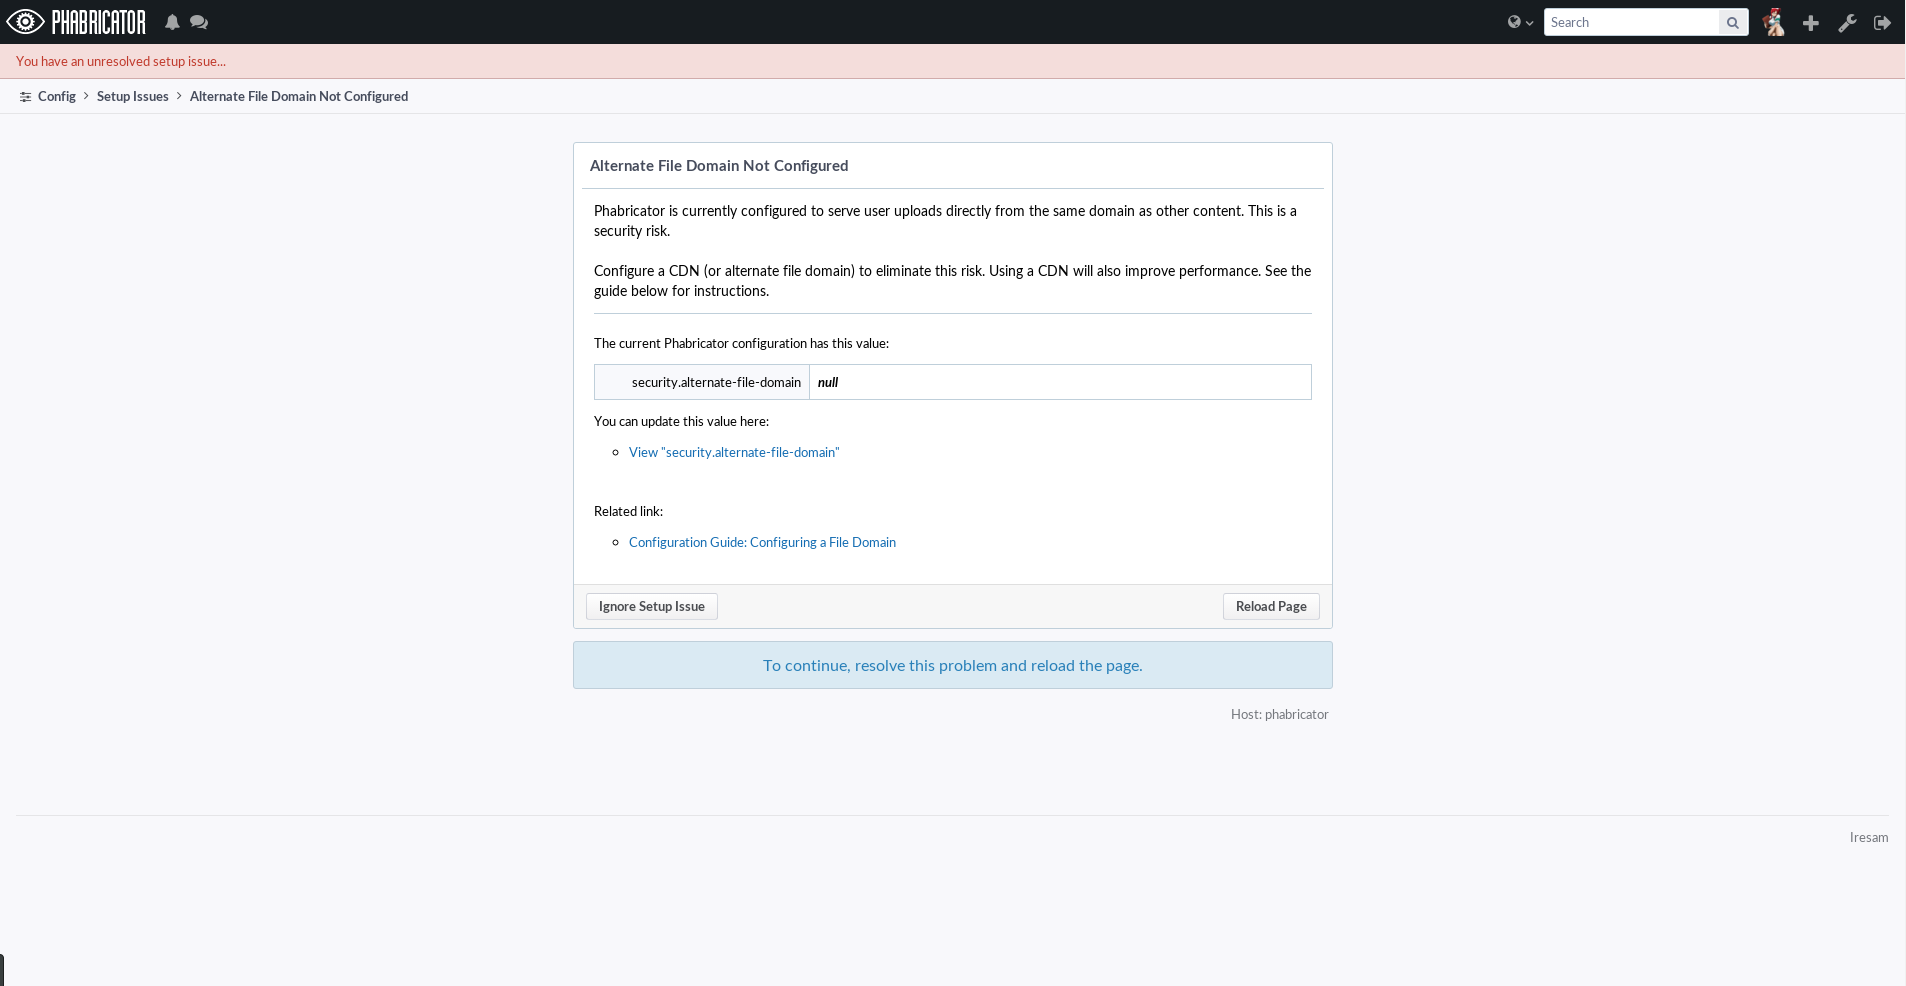 PHABRICATOR
Search
You have an unresolved setup issue...
Config > Setup Issues > Alternate File Domain Not Configured
Alternate File Domain Not Configured
Phabricator is currently configured to serve user uploads directly from the same domain as other content. This is a
security risk.
Configure a CDN (or alternate file domain) to eliminate this risk. Using a CDN will also improve performance. See the
guide below for instructions.
The current Phabricator configuration has this value:
security.alternate-file-domain null
You can update this value here:
View "security.alternate-file-domain"
Related link:
Configuration Guide: Configuring a File Domain
Ignore Setup Issue
Reload Page
To continue, resolve this problem and reload the page.
Host: phabricator
Iresam